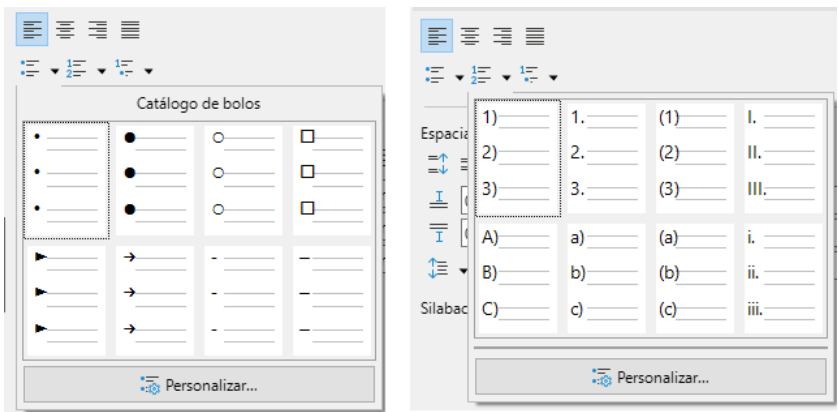 Catálogo de bolos
Personalizar...
Espacia
Silabac
1) 1. (1) I.
2) 2. (2) II.
3) 3. (3) III.
A) a) (a) i.
B) b) (b) ii.
C) c) (c) iii.
Personalizar...